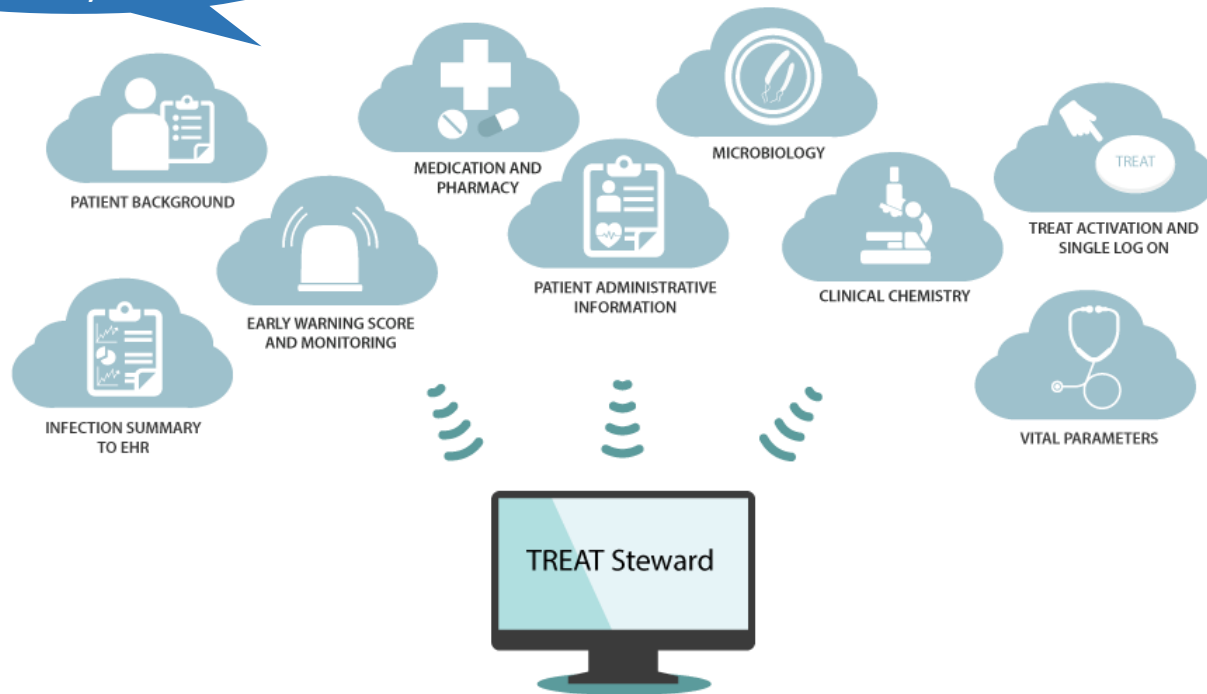 PATIENT BACKGROUND
MEDICATION AND
PHARMACY
MICROBIOLOGY
TREAT
TREAT ACTIVATION AND
SINGLE LOG ON
EARLY WARNING SCORE
AND MONITORING
PATIENT ADMINISTRATIVE
INFORMATION
CLINICAL CHEMISTRY
INFECTION SUMMARY
TO EHR
VITAL PARAMETERS
TREAT Steward